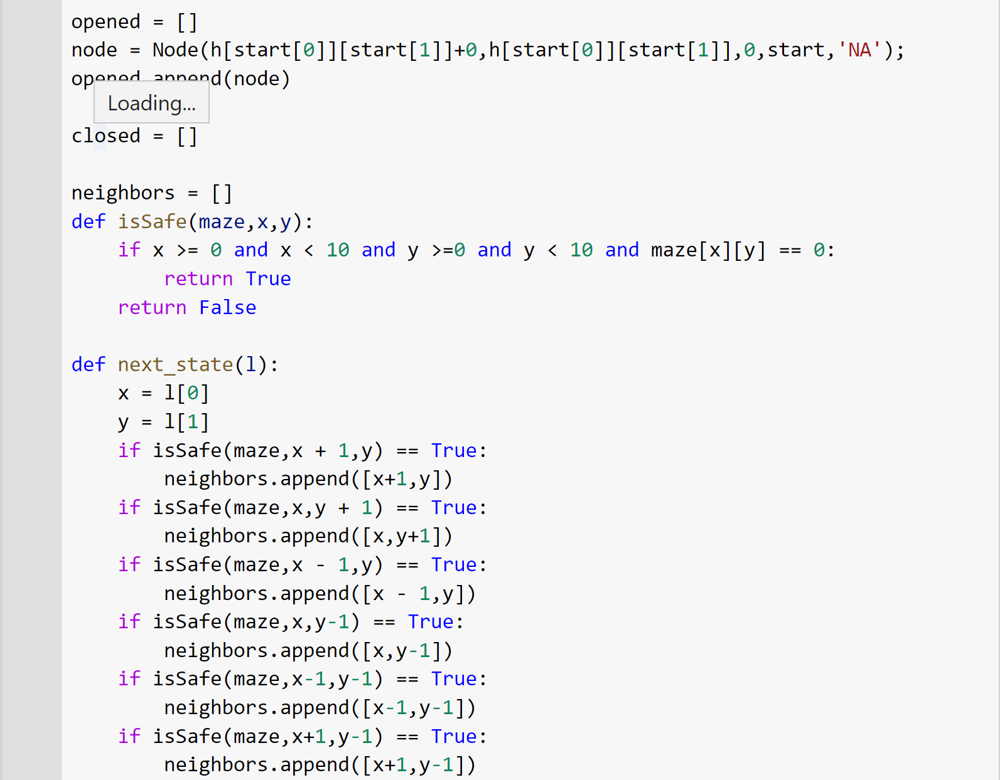 opened = []
node = Node(h[start[0]][start[1]]+0,h[start[0]][start[1]],0,start,'NA');
opened.append(node)
Loading...
closed = []
neighbors = []
def isSafe(maze,x,y):
    if x >= 0 and x < 10 and y >=0 and y < 10 and maze[x][y] == 0:
        return True
    return False
def next_state(l):
    x = l[0]
    y = l[1]
    if isSafe(maze,x + 1,y) == True:
        neighbors.append([x+1,y])
    if isSafe(maze,x,y + 1) == True:
        neighbors.append([x,y+1])
    if isSafe(maze,x - 1,y) == True:
        neighbors.append([x - 1,y])
    if isSafe(maze,x,y-1) == True:
        neighbors.append([x,y-1])
    if isSafe(maze,x-1,y-1) == True:
        neighbors.append([x-1,y-1])
    if isSafe(maze,x+1,y-1) == True:
        neighbors.append([x+1,y-1])